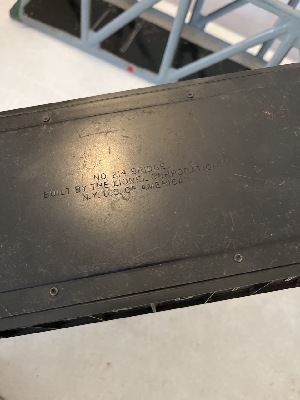 NO. 214 BRIDGE
BUILT BY THE LIONEL CORPORATION
N.Y. U.S. OF AMERICA